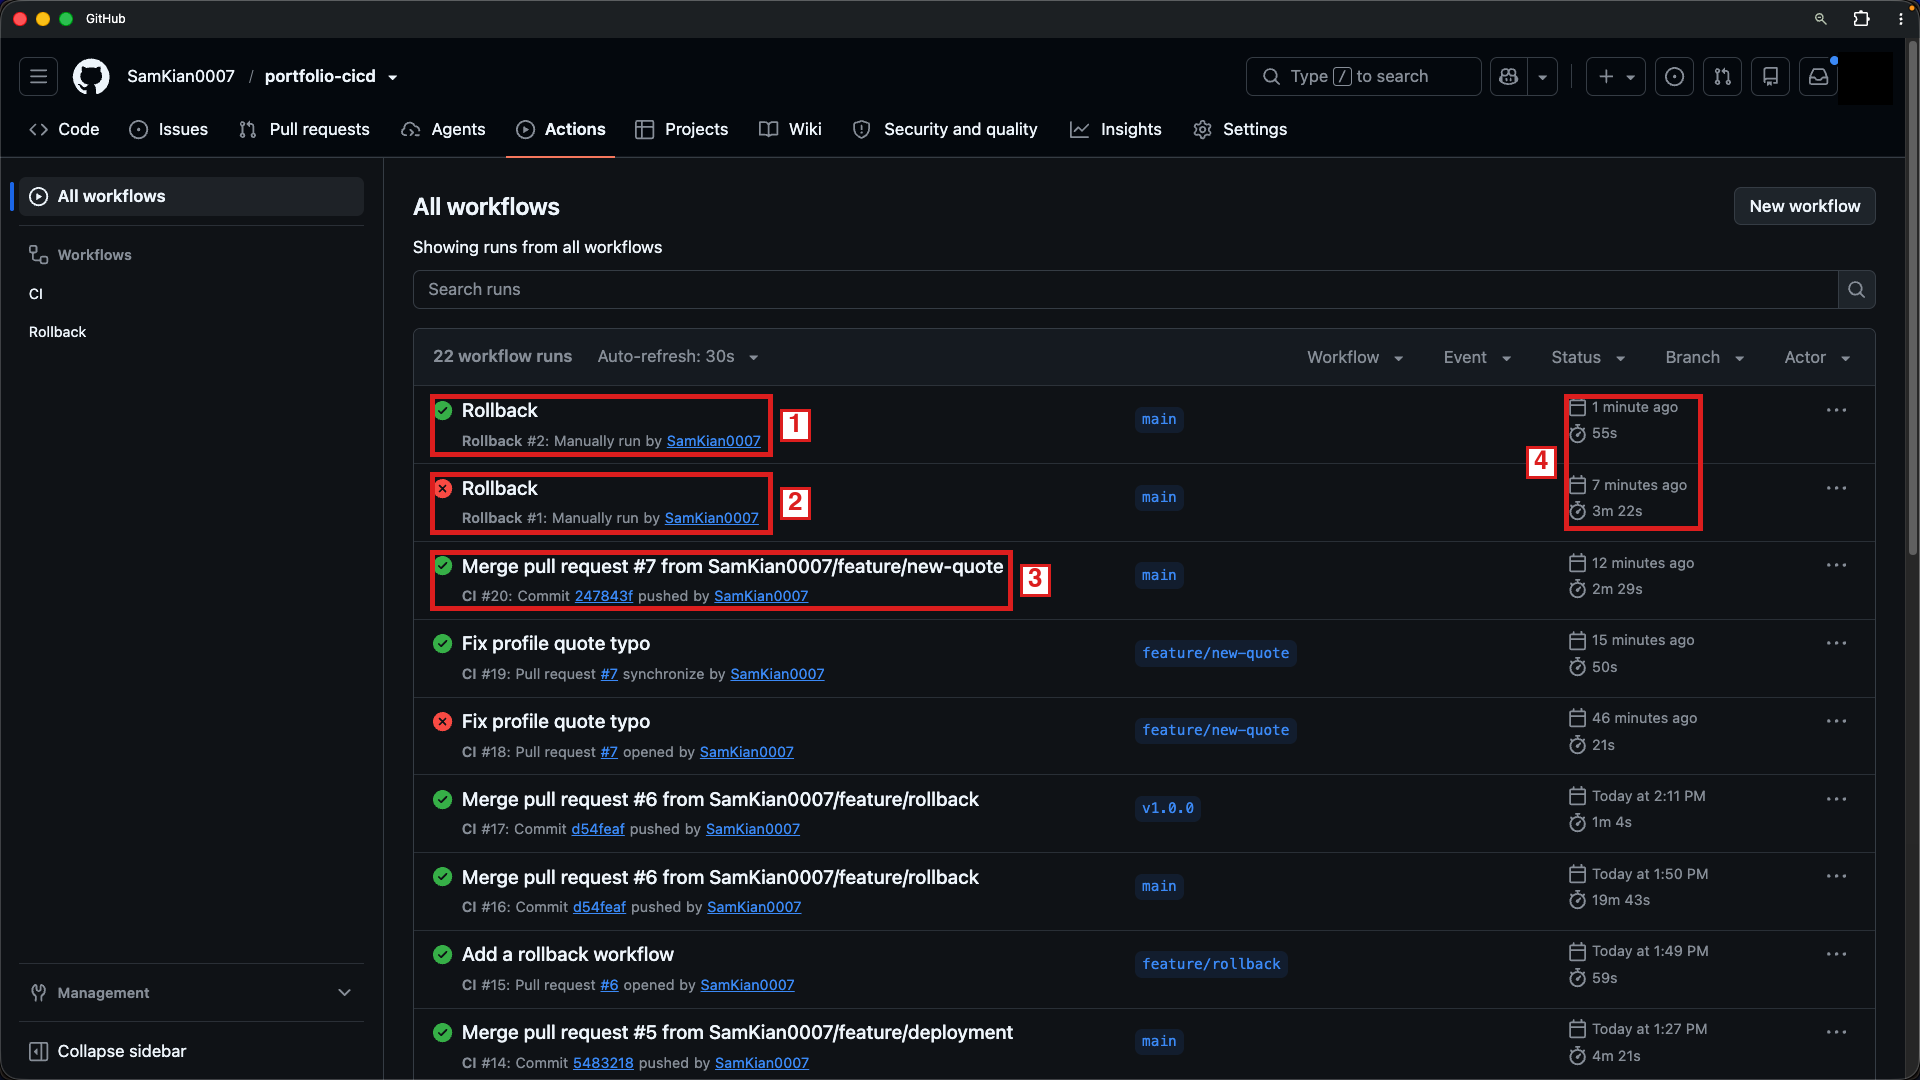 GitHub
SamKian0007 / portfolio-cicd
Type / to search
Code Issues Pull requests Agents Actions Projects Wiki Security and quality Insights Settings
All workflows
Workflows
CI
Rollback
Management
Collapse sidebar
All workflows
New workflow
Showing runs from all workflows
Search runs
22 workflow runs Auto-refresh: 30s Workflow Event Status Branch Actor
Rollback
Rollback #2: Manually run by SamKian0007
1
main
1 minute ago
55s
4
Rollback
Rollback #1: Manually run by SamKian0007
2
main
7 minutes ago
3m 22s
Merge pull request #7 from SamKian0007/feature/new-quote
CI #20: Commit 247843f pushed by SamKian0007
3
main
12 minutes ago
2m 29s
Fix profile quote typo
CI #19: Pull request #7 synchronize by SamKian0007
feature/new-quote
15 minutes ago
50s
Fix profile quote typo
CI #18: Pull request #7 opened by SamKian0007
feature/new-quote
46 minutes ago
21s
Merge pull request #6 from SamKian0007/feature/rollback
CI #17: Commit d54feaf pushed by SamKian0007
v1.0.0
Today at 2:11 PM
1m 4s
Merge pull request #6 from SamKian0007/feature/rollback
CI #16: Commit d54feaf pushed by SamKian0007
main
Today at 1:50 PM
19m 43s
Add a rollback workflow
CI #15: Pull request #6 opened by SamKian0007
feature/rollback
Today at 1:49 PM
59s
Merge pull request #5 from SamKian0007/feature/deployment
CI #14: Commit 5483218 pushed by SamKian0007
main
Today at 1:27 PM
4m 21s